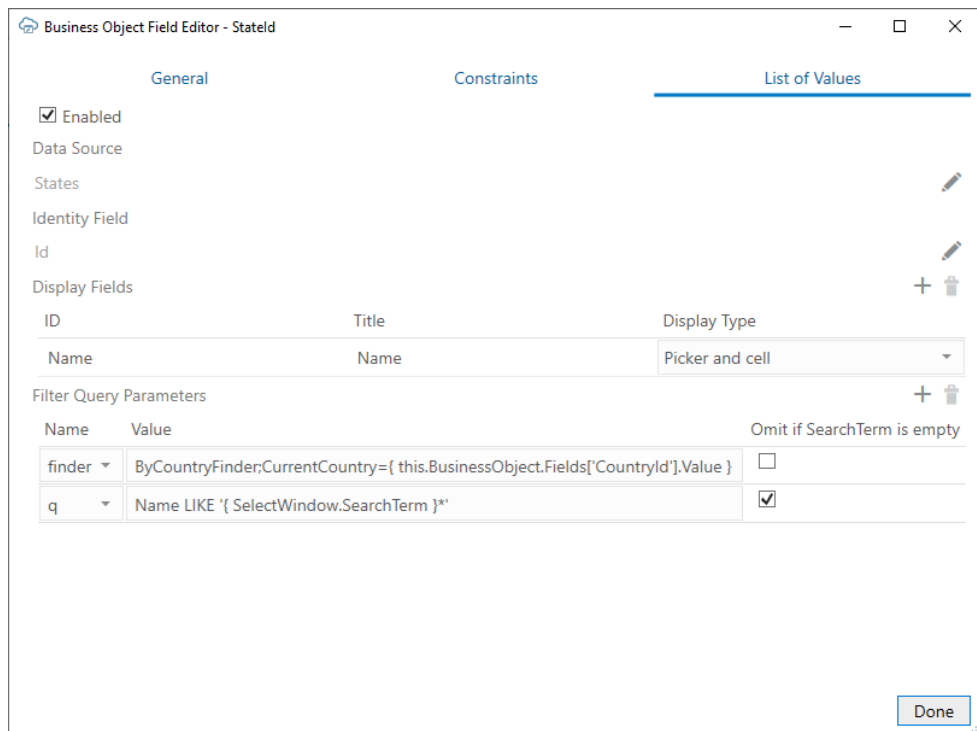 Business Object Field Editor - StateId
General Constraints List of Values
Enabled
Data Source
States
Identity Field
Id
Display Fields
ID Title Display Type
Name Name Picker and cell
Filter Query Parameters
Name Value Omit if SearchTerm is empty
finder ByCountryFinder;CurrentCountry={ this.BusinessObject.Fields['CountryId'].Value }
q Name LIKE '{ SelectWindow.SearchTerm }*'
Done